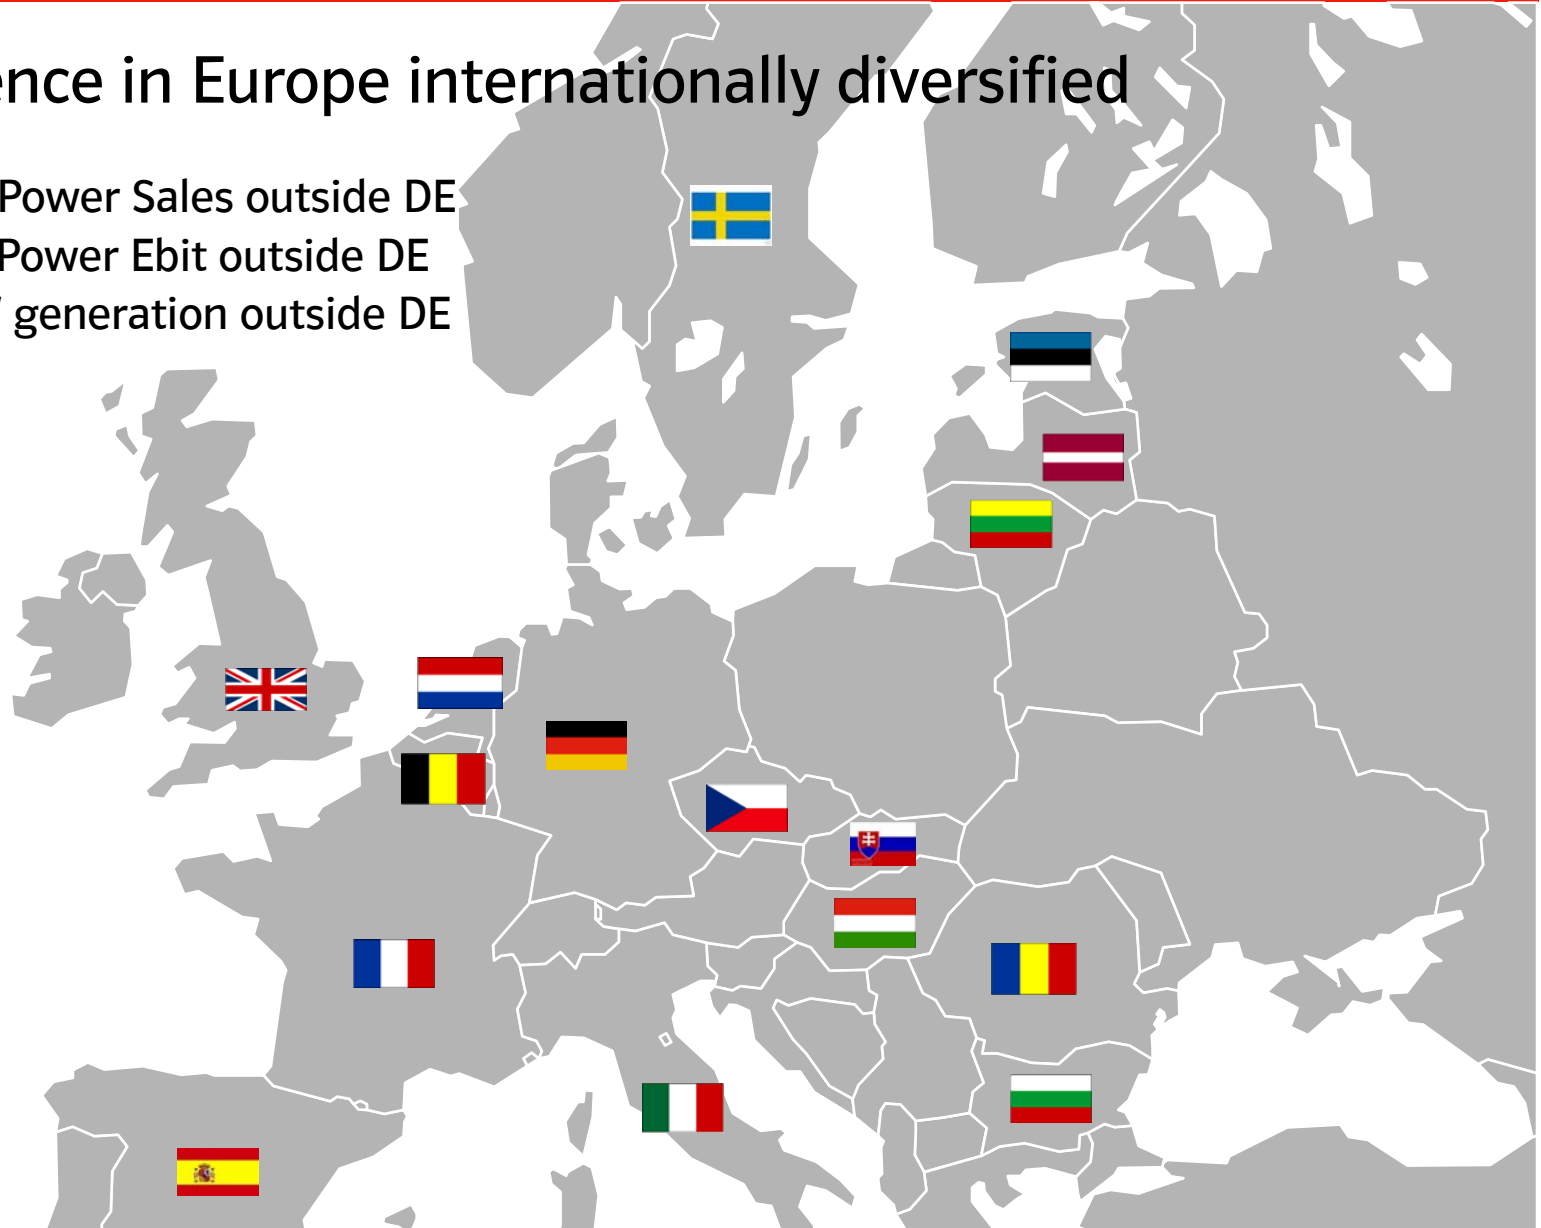 ence in Europe internationally diversified
Power Sales outside DE
Power Ebit outside DE
generation outside DE